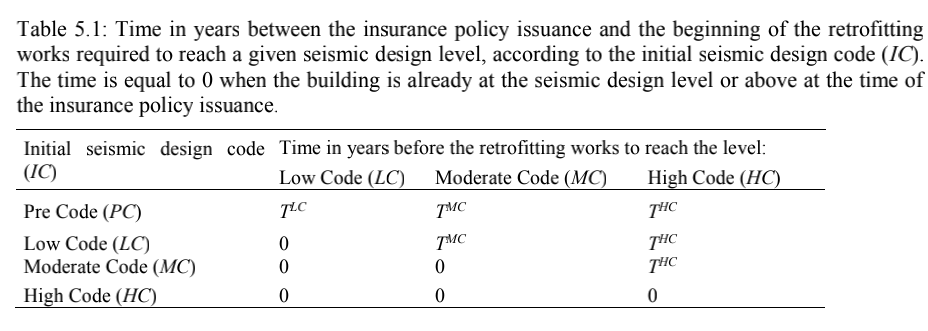 Table 5.1: Time in years between the insurance policy issuance and the beginning of the retrofitting
works required to reach a given seismic design level, according to the initial seismic design code (IC).
The time is equal to 0 when the building is already at the seismic design level or above at the time of
the insurance policy issuance.
Initial seismic design code (IC) Time in years before the retrofitting works to reach the level:
Low Code (LC) Moderate Code (MC) High Code (HC)
Pre Code (PC) T^LC T^MC T^HC
Low Code (LC) 0 T^MC T^HC
Moderate Code (MC) 0 0 T^HC
High Code (HC) 0 0 0